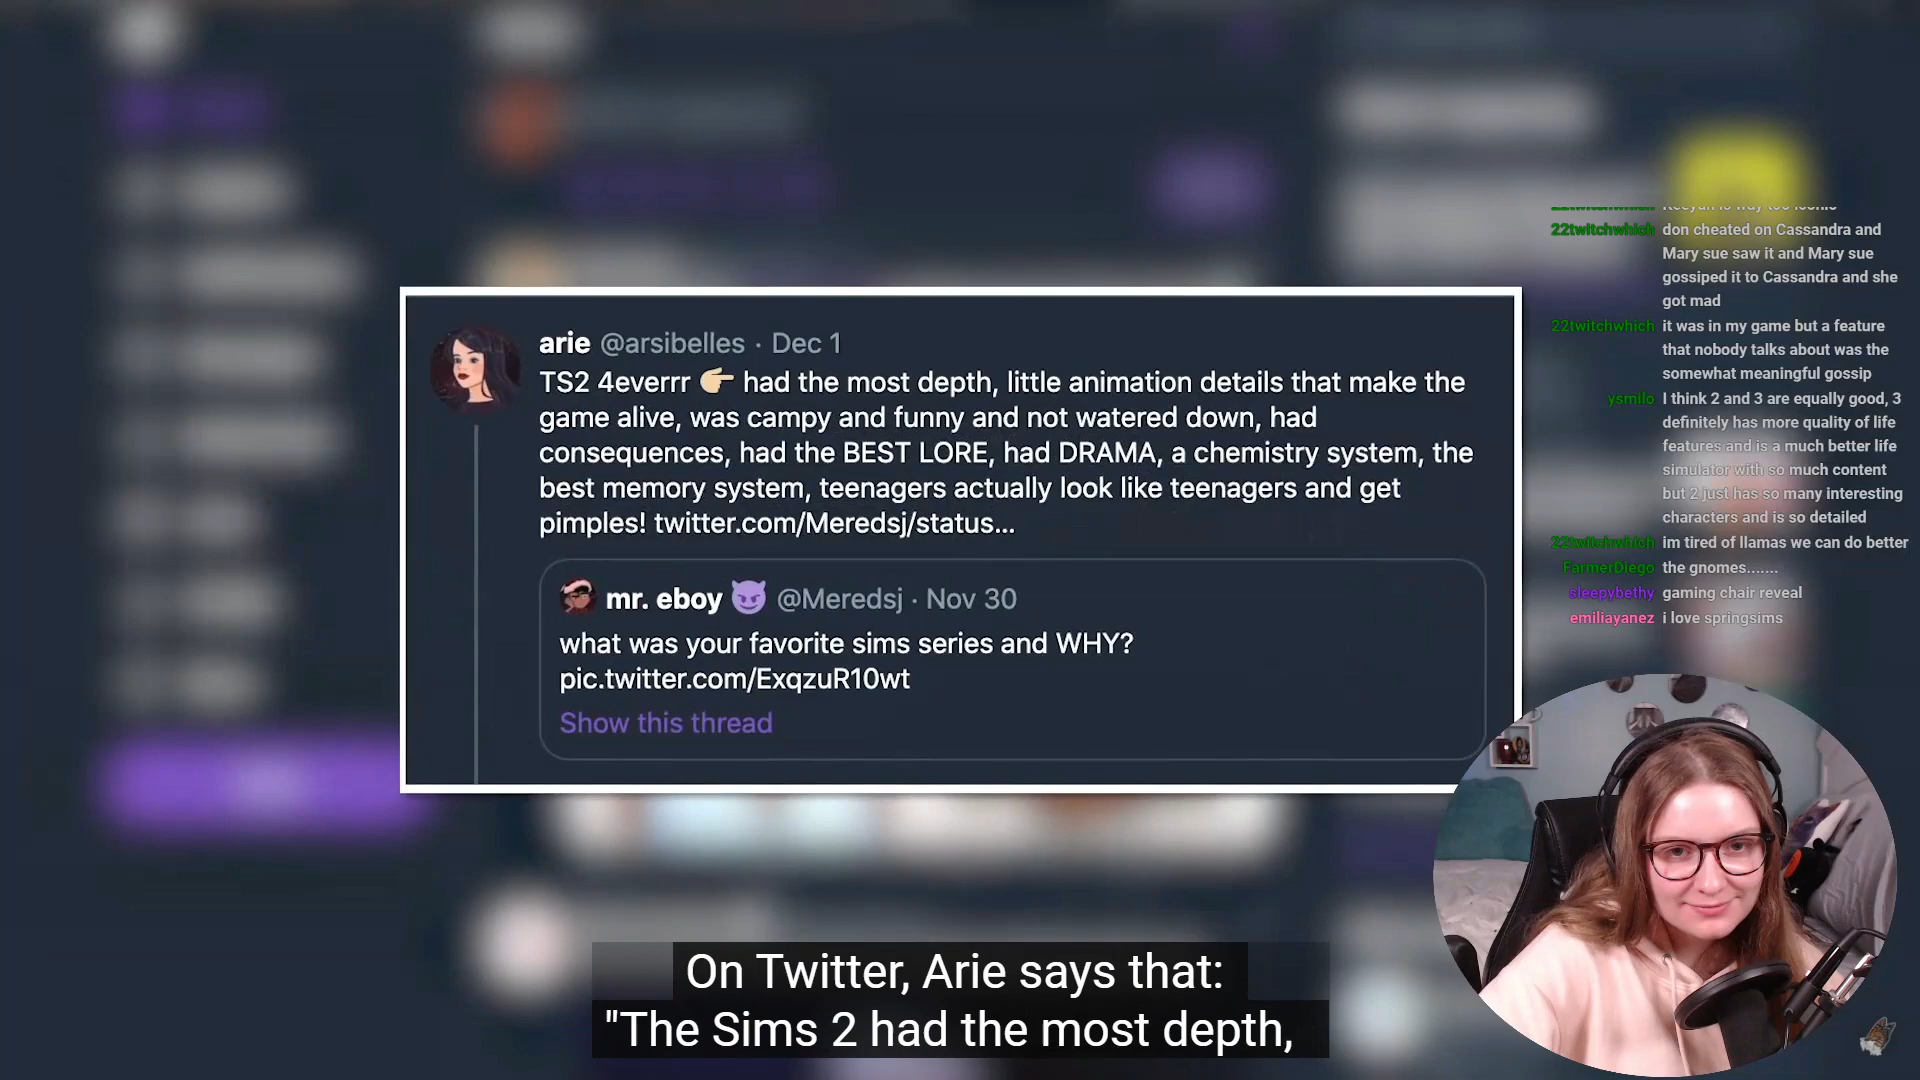 arie @arsibelles · Dec 1
TS2 4everrr 👉🏼 had the most depth, little animation details that make the
game alive, was campy and funny and not watered down, had
consequences, had the BEST LORE, had DRAMA, a chemistry system, the
best memory system, teenagers actually look like teenagers and get
pimples! twitter.com/Meredsj/status...
mr. eboy 😈 @Meredsj · Nov 30
what was your favorite sims series and WHY?
pic.twitter.com/ExqzuR10wt
Show this thread
22twitchwhich don cheated on Cassandra and
Mary sue saw it and Mary sue
gossiped it to Cassandra and she
got mad
22twitchwhich it was in my game but a feature
that nobody talks about was the
somewhat meaningful gossip
ysmilo I think 2 and 3 are equally good, 3
definitely has more quality of life
features and is a much better life
simulator with so much content
but 2 just has so many interesting
characters and is so detailed
22twitchwhich im tired of llamas we can do better
FarmerDiego the gnomes.......
sleepybethy gaming chair reveal
emiliayanez i love springsims
On Twitter, Arie says that:
"The Sims 2 had the most depth,